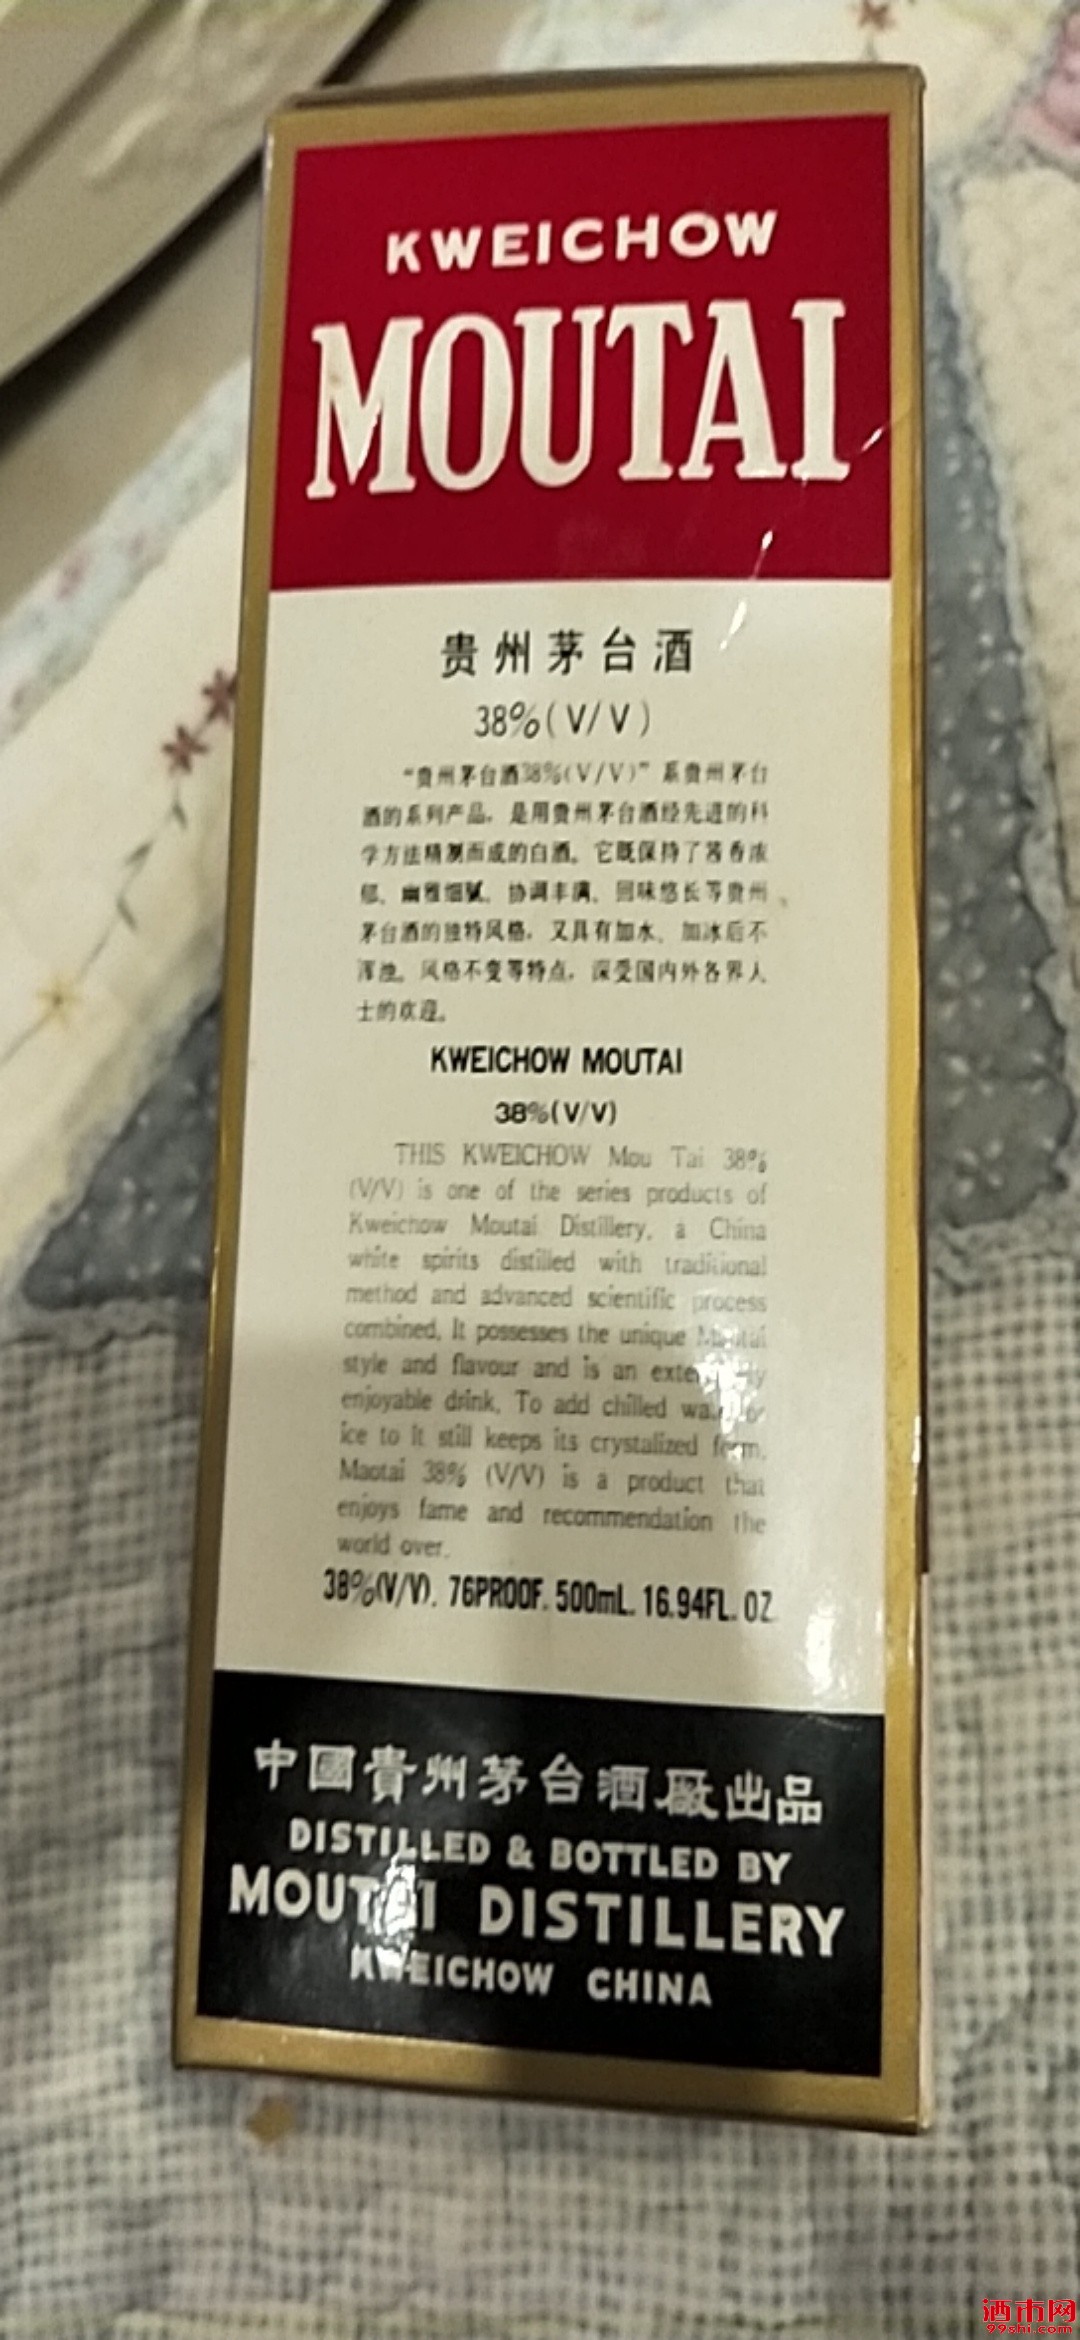 KWEICHOW
MOUTAI
贵州茅台酒
38%(V/V)
“贵州茅台酒38%(V/V)”系贵州茅台
酒的系列产品，是用贵州茅台酒经先进的科
学方法精制而成的白酒。它既保持了酱香浓
郁、幽雅细腻、协调丰满、回味悠长等贵州
茅台酒的独特风格，又具有加水、加冰后不
浑浊、风格不变等特点，深受国内外各界人
士的欢迎。
KWEICHOW MOUTAI
38%(V/V)
THIS KWEICHOW Mou Tai 38%
(V/V) is one of the series products of
Kweichow Moutai Distillery, a China
white spirits distilled with traditional
method and advanced scientific process
combined. It possesses the unique Moutai
style and flavour and is an
enjoyable drink. To add chilled
ice to it still keeps its crystalized form.
Maotai 38% (V/V) is a product that
enjoys fame and recommendation the
world over.
38%(V/V). 76PROOF. 500mL. 16.94FL. OZ
中國貴州茅台酒廠出品
DISTILLED & BOTTLED BY
MOUTAI DISTILLERY
KWEICHOW CHINA
酒市网
99shi.com